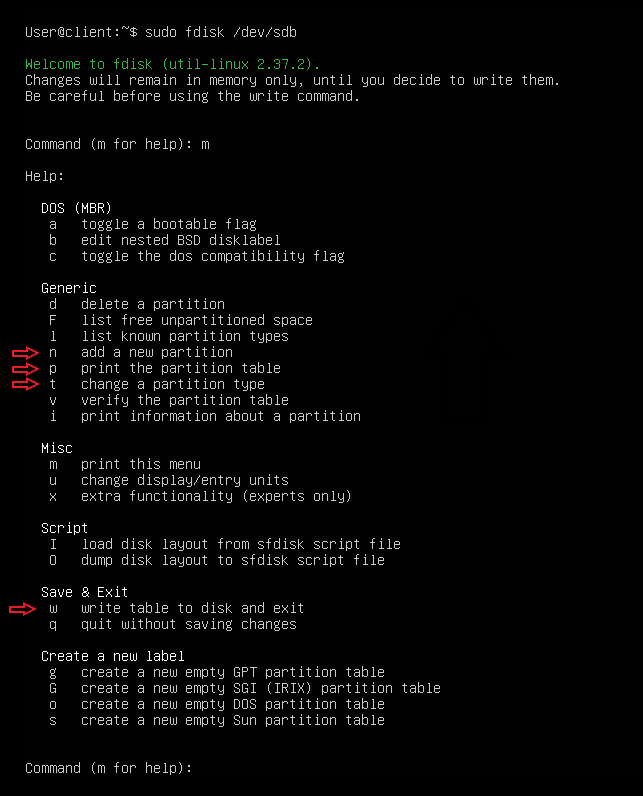 User@client:~$ sudo fdisk /dev/sdb
Welcome to fdisk (util-linux 2.37.2).
Changes will remain in memory only, until you decide to write them.
Be careful before using the write command.
Command (m for help): m
Help:
DOS (MBR)
a toggle a bootable flag
b edit nested BSD disklabel
c toggle the dos compatibility flag
Generic
d delete a partition
F list free unpartitioned space
l list known partition types
n add a new partition
p print the partition table
t change a partition type
v verify the partition table
i print information about a partition
Misc
m print this menu
u change display/entry units
x extra functionality (experts only)
Script
I load disk layout from sfdisk script file
O dump disk layout to sfdisk script file
Save & Exit
w write table to disk and exit
q quit without saving changes
Create a new label
g create a new empty GPT partition table
G create a new empty SGI (IRIX) partition table
o create a new empty DOS partition table
s create a new empty Sun partition table
Command (m for help):